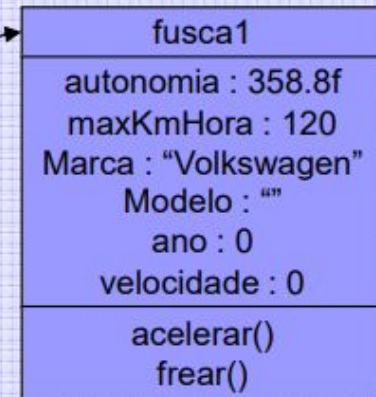 fusca1
autonomia : 358.8f
maxKmHora : 120
Marca : “Volkswagen”
Modelo : “”
ano : 0
velocidade : 0
acelerar()
frear()